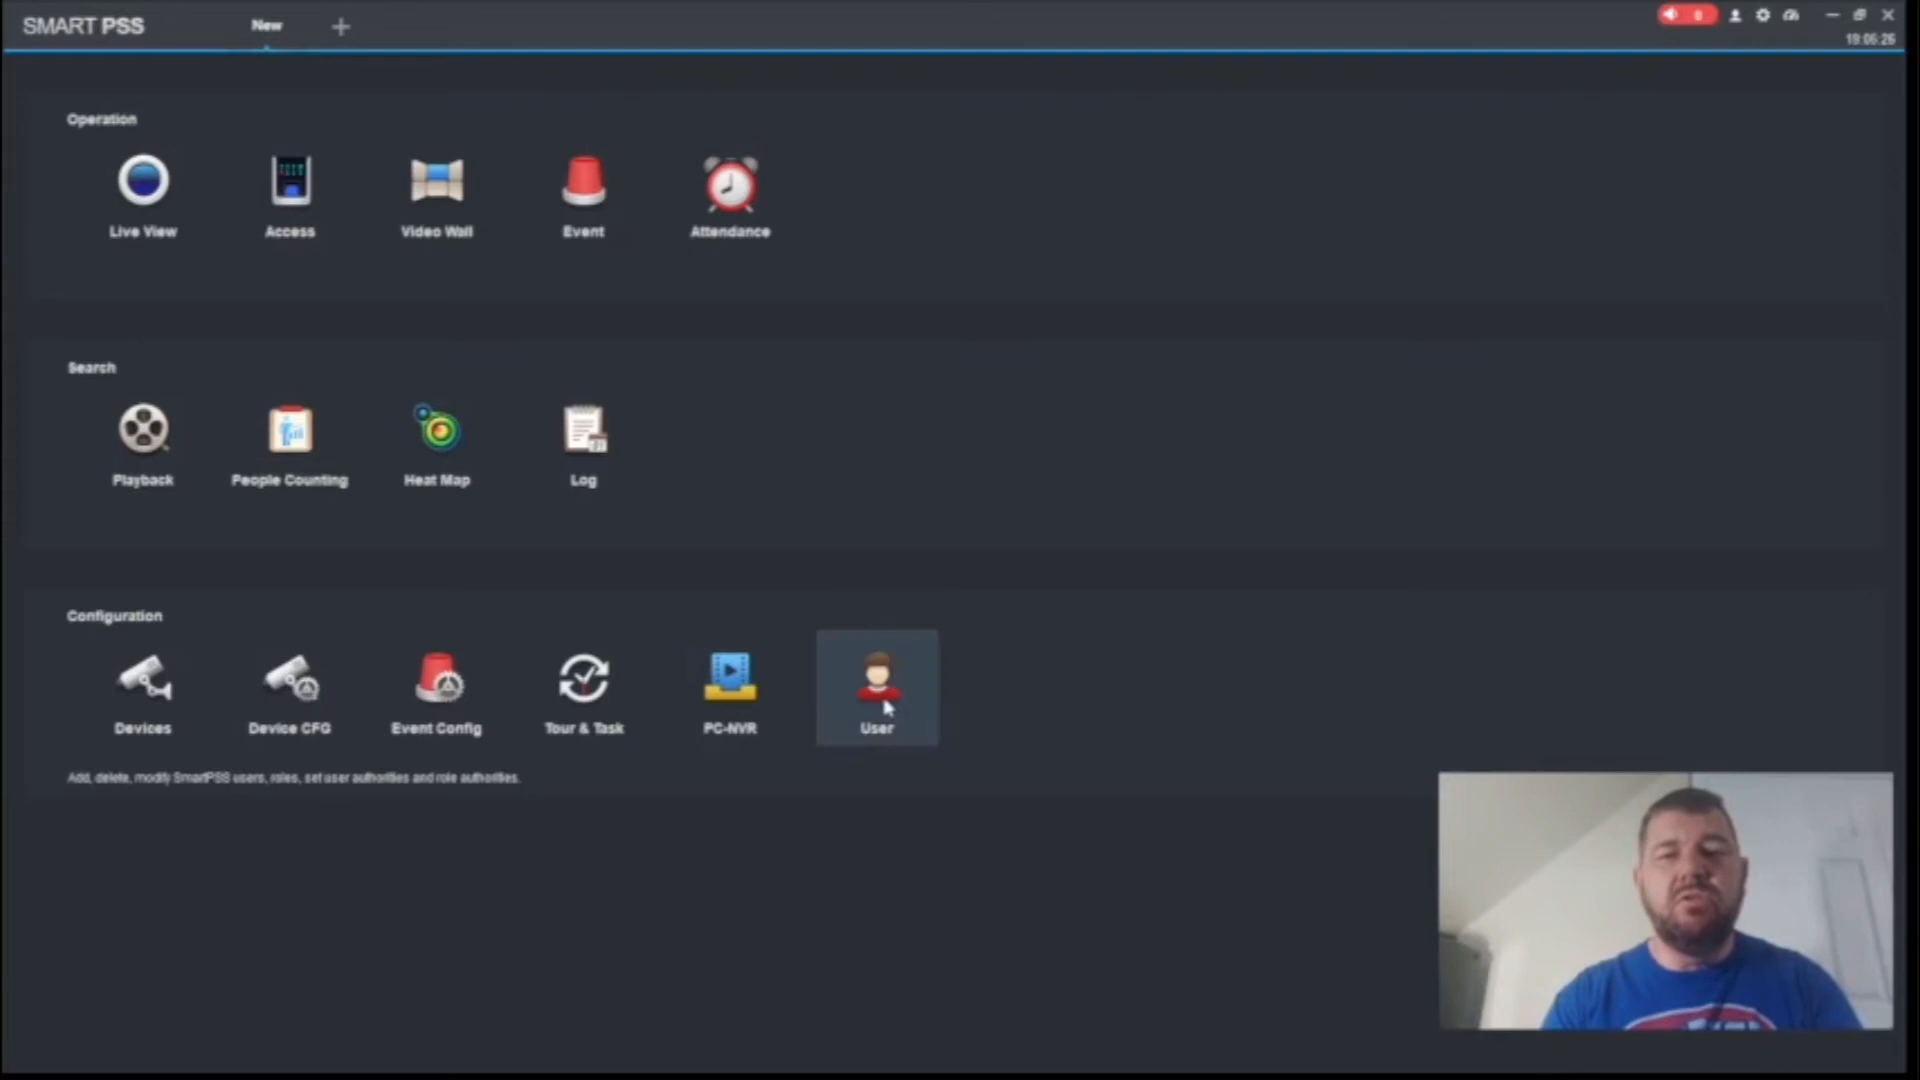 SMART PSS
New
0
19:05:26
Operation
Live View
Access
Video Wall
Event
Attendance
Search
Playback
People Counting
Heat Map
Log
Configuration
Devices
Device CFG
Event Config
Tour & Task
PC-NVR
User
Add, delete, modify SmartPSS users, roles, set user authorities and role authorities.